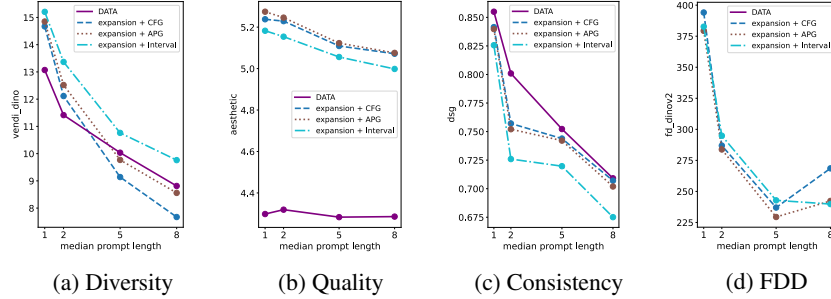 15
14
13
12
11
10
9
8
vendi_dino
DATA
expansion + CFG
expansion + APG
expansion + Interval
1 2 5 8
median prompt length
5.2
5.0
4.8
4.6
4.4
aesthetic
DATA
expansion + CFG
expansion + APG
expansion + Interval
1 2 5 8
median prompt length
0.850
0.825
0.800
0.775
0.750
0.725
0.700
0.675
dsg
DATA
expansion + CFG
expansion + APG
expansion + Interval
1 2 5 8
median prompt length
400
375
350
325
300
275
250
225
fd_dinov2
expansion + CFG
expansion + APG
expansion + Interval
1 2 5 8
median prompt length
(a) Diversity
(b) Quality
(c) Consistency
(d) FDD